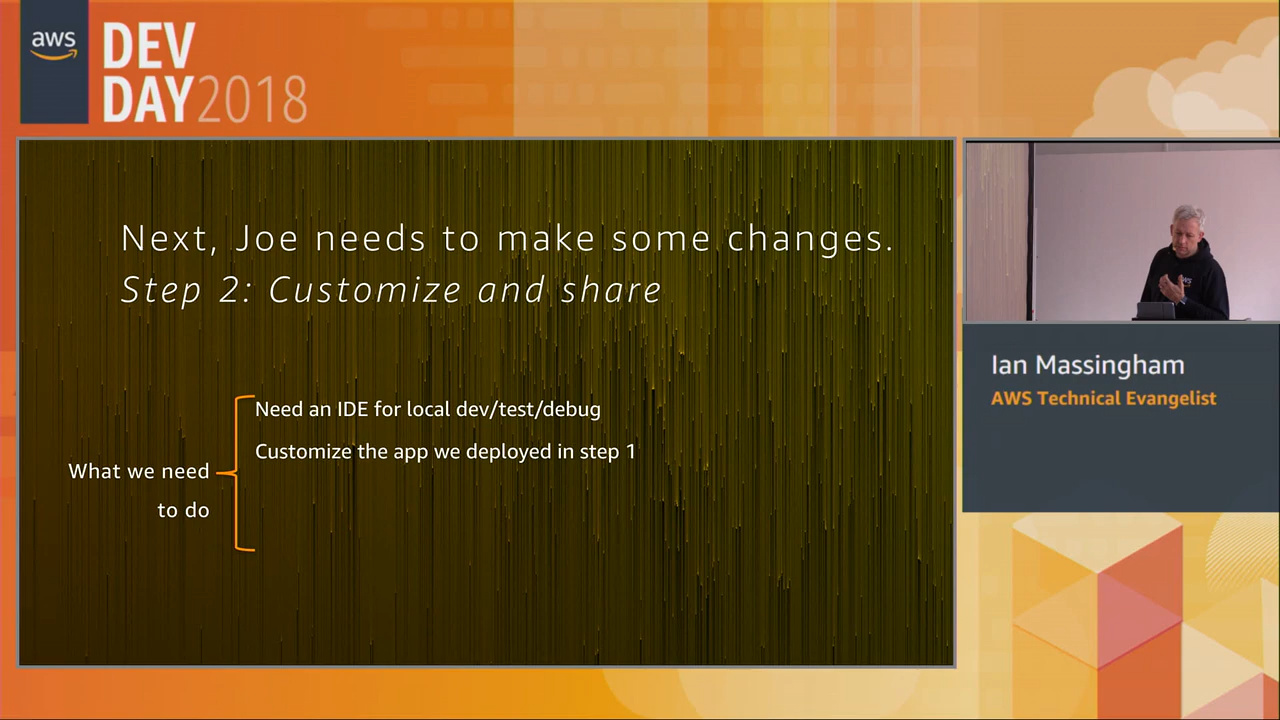 aws
DEV
DAY2018
Next, Joe needs to make some changes.
Step 2: Customize and share
Need an IDE for local dev/test/debug
Customize the app we deployed in step 1
What we need
to do
Ian Massingham
AWS Technical Evangelist